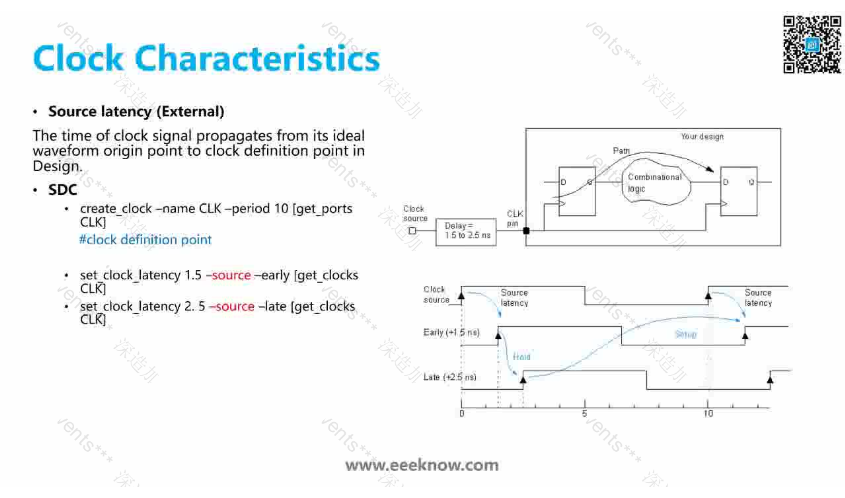 Clock Characteristics
• Source latency (External)
The time of clock signal propagates from its ideal
waveform origin point to clock definition point in
Design.
• SDC
• create_clock –name CLK –period 10 [get_ports
CLK]
#clock definition point
• set_clock_latency 1.5 –source –early [get_clocks
CLK]
• set_clock_latency 2. 5 –source –late [get_clocks
CLK]
Your design
Path
D
Q
Combinational
logic
D
Q
Clock
source
Delay =
1.5 to 2.5 ns
CLK
pin
Clock
source
Source
latency
Source
latency
Early (+1.5 ns)
Setup
Hold
Late (+2.5 ns)
0
5
10
www.eeeknow.com
vents***
深造川